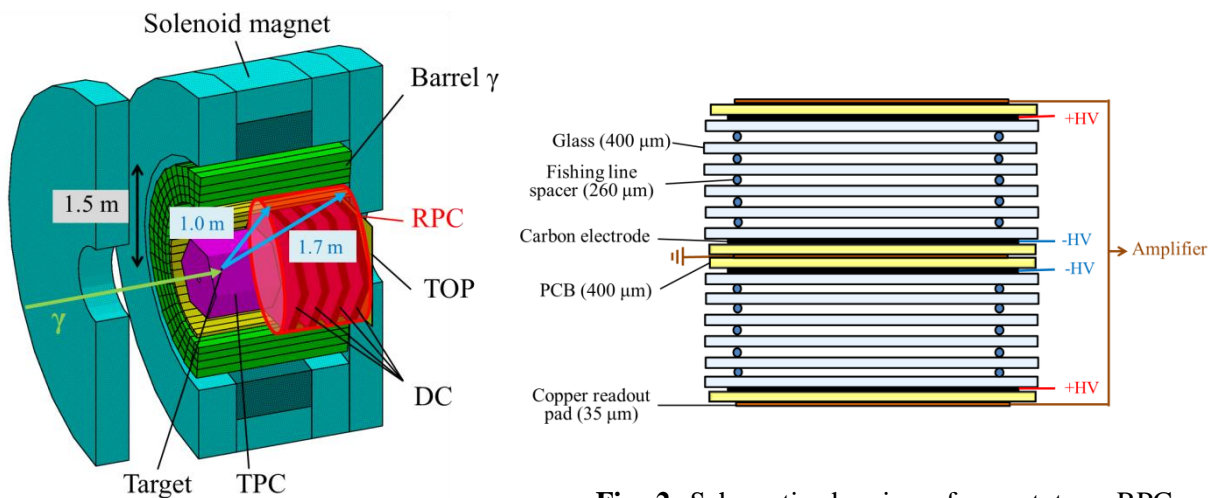 Solenoid magnet
Barrel γ
1.5 m
1.0 m
RPC
1.7 m
TOP
γ
DC
Target
TPC
+HV
Glass (400 μm)
Fishing line
spacer (260 μm)
Carbon electrode
-HV
Amplifier
-HV
PCB (400 μm)
Copper readout
pad (35 μm)
+HV